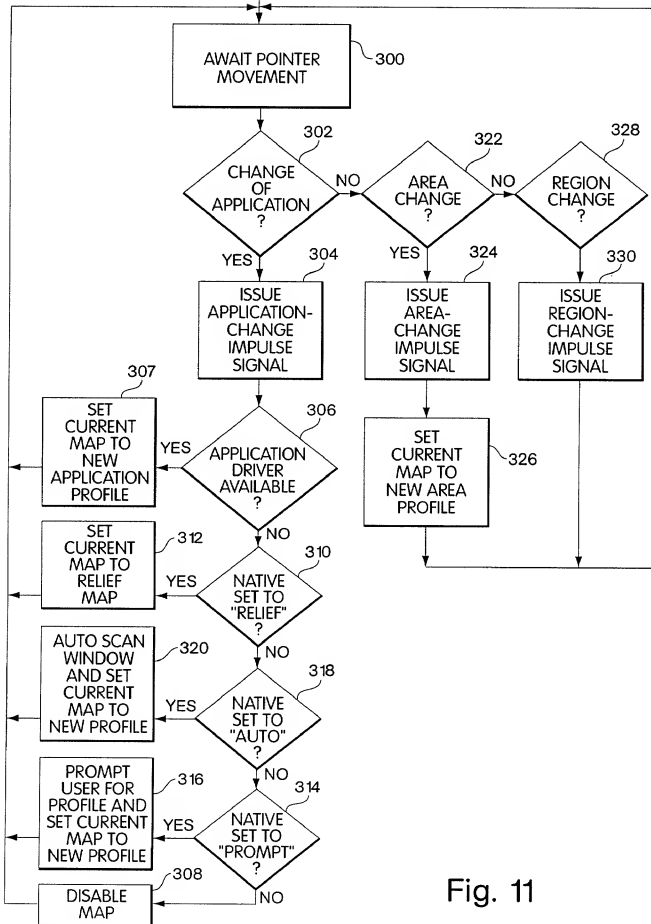 AWAIT POINTER
MOVEMENT
300
302
CHANGE
OF
APPLICATION
?
NO
322
AREA
CHANGE
?
NO
328
REGION
CHANGE
?
YES
304
ISSUE
APPLICATION-
CHANGE
IMPULSE
SIGNAL
YES
324
ISSUE
AREA-
CHANGE
IMPULSE
SIGNAL
330
ISSUE
REGION-
CHANGE
IMPULSE
SIGNAL
307
SET
CURRENT
MAP TO
NEW
APPLICATION
PROFILE
YES
306
APPLICATION
DRIVER
AVAILABLE
?
NO
SET
CURRENT
MAP TO
NEW AREA
PROFILE
326
SET
CURRENT
MAP TO
RELIEF
MAP
312
YES
310
NATIVE
SET TO
"RELIEF"
?
NO
AUTO SCAN
WINDOW
AND SET
CURRENT
MAP TO
NEW PROFILE
320
YES
318
NATIVE
SET TO
"AUTO"
?
NO
PROMPT
USER FOR
PROFILE AND
SET CURRENT
MAP TO
NEW PROFILE
316
YES
314
NATIVE
SET TO
"PROMPT"
?
NO
308
DISABLE
MAP
Fig. 11